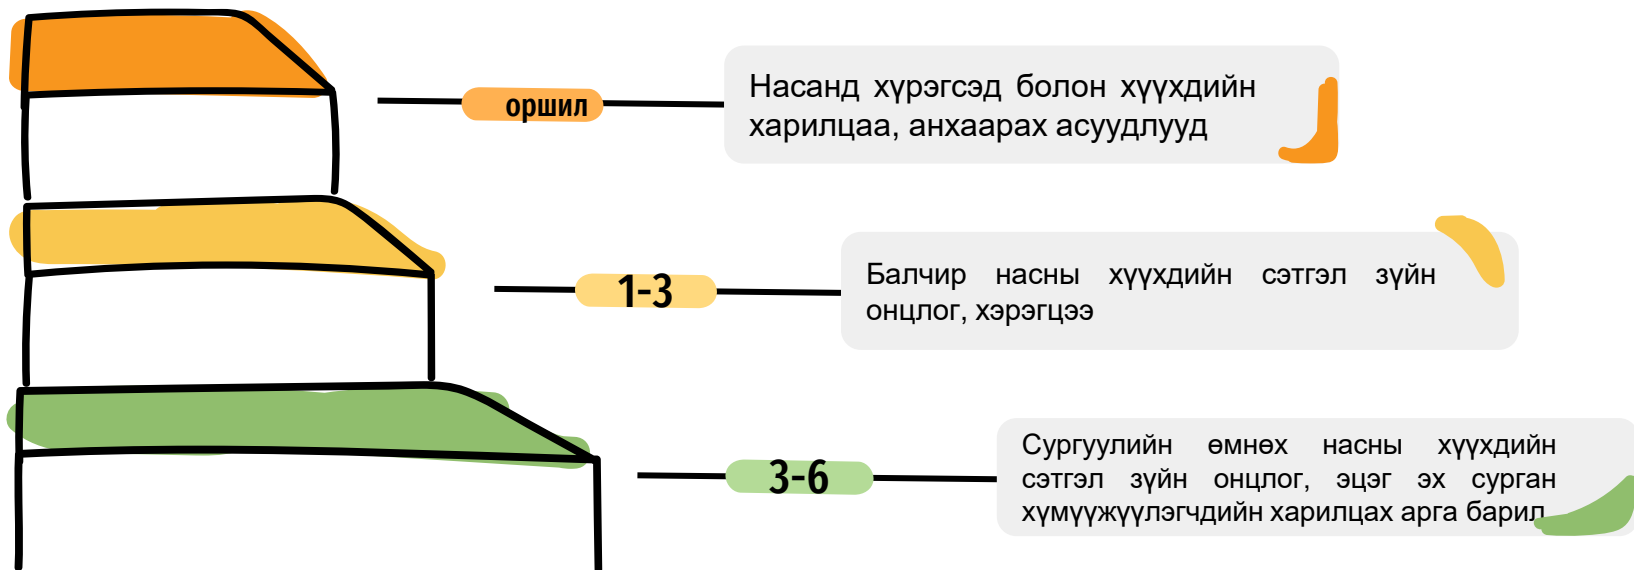 оршил
Насанд хүрэгсэд болон хүүхдийн
харилцаа, анхаарах асуудлууд
1-3
Балчир насны хүүхдийн сэтгэл зүйн
онцлог, хэрэгцээ
3-6
Сургуулийн өмнөх насны хүүхдийн
сэтгэл зүйн онцлог, эцэг эх сурган
хүмүүжүүлэгчдийн харилцах арга барил